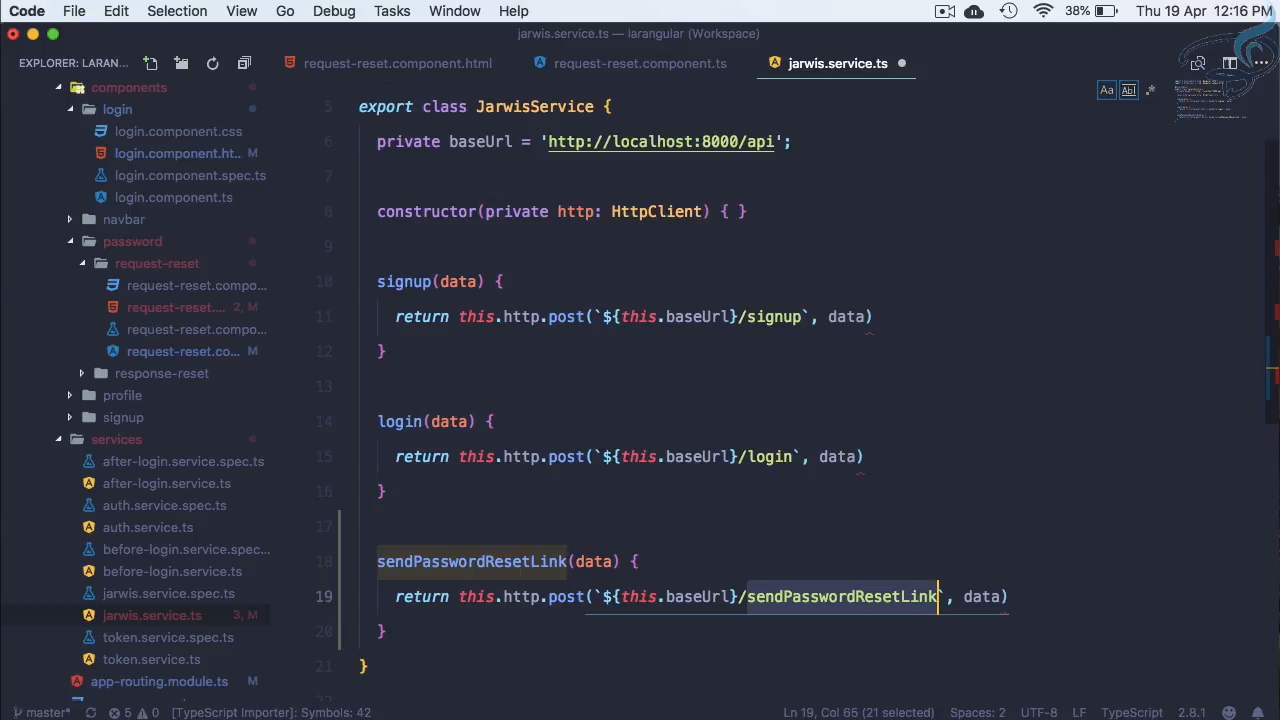 Code File Edit Selection View Go Debug Tasks Window Help 38% Thu 19 Apr 12:16 PM
jarwis.service.ts — larangular (Workspace)
EXPLORER: LARAN... request-reset.component.html request-reset.component.ts jarwis.service.ts
components
login
login.component.css
login.component.ht... M
login.component.spec.ts
login.component.ts
navbar
password
request-reset
request-reset.compo...
request-reset.... 2, M
request-reset.compo...
request-reset.co... M
response-reset
profile
signup
services
after-login.service.spec.ts
after-login.service.ts
auth.service.spec.ts
auth.service.ts
before-login.service.spec...
before-login.service.ts
jarwis.service.spec.ts
jarwis.service.ts 3, M
token.service.spec.ts
token.service.ts
app-routing.module.ts M
Aa Abl .*
5 export class JarwisService {
6 private baseUrl = 'http://localhost:8000/api';
7
8 constructor(private http: HttpClient) { }
9
10 signup(data) {
11 return this.http.post(`${this.baseUrl}/signup`, data)
12 }
13
14 login(data) {
15 return this.http.post(`${this.baseUrl}/login`, data)
16 }
17
18 sendPasswordResetLink(data) {
19 return this.http.post(`${this.baseUrl}/sendPasswordResetLink`, data)
20 }
21 }
master* 5 0 [TypeScript Importer]: Symbols: 42 Ln 19, Col 65 (21 selected) Spaces: 2 UTF-8 LF TypeScript 2.8.1